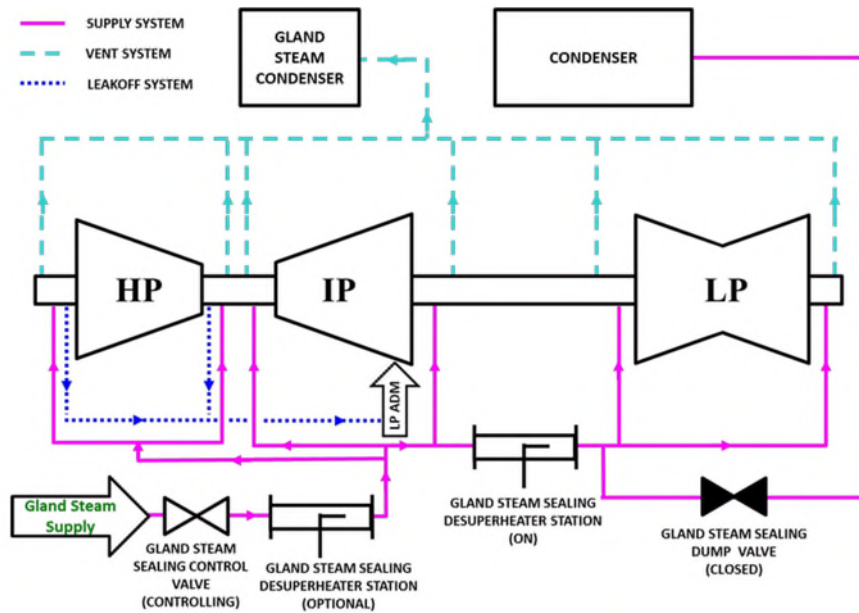 SUPPLY SYSTEM
VENT SYSTEM
LEAKOFF SYSTEM
GLAND
STEAM
CONDENSER
CONDENSER
HP
IP
LP
LP ADM
Gland Steam
Supply
GLAND STEAM
SEALING CONTROL
VALVE
(CONTROLLING)
GLAND STEAM SEALING
DESUPERHEATER STATION
(OPTIONAL)
GLAND STEAM SEALING
DESUPERHEATER STATION
(ON)
GLAND STEAM SEALING
DUMP VALVE
(CLOSED)